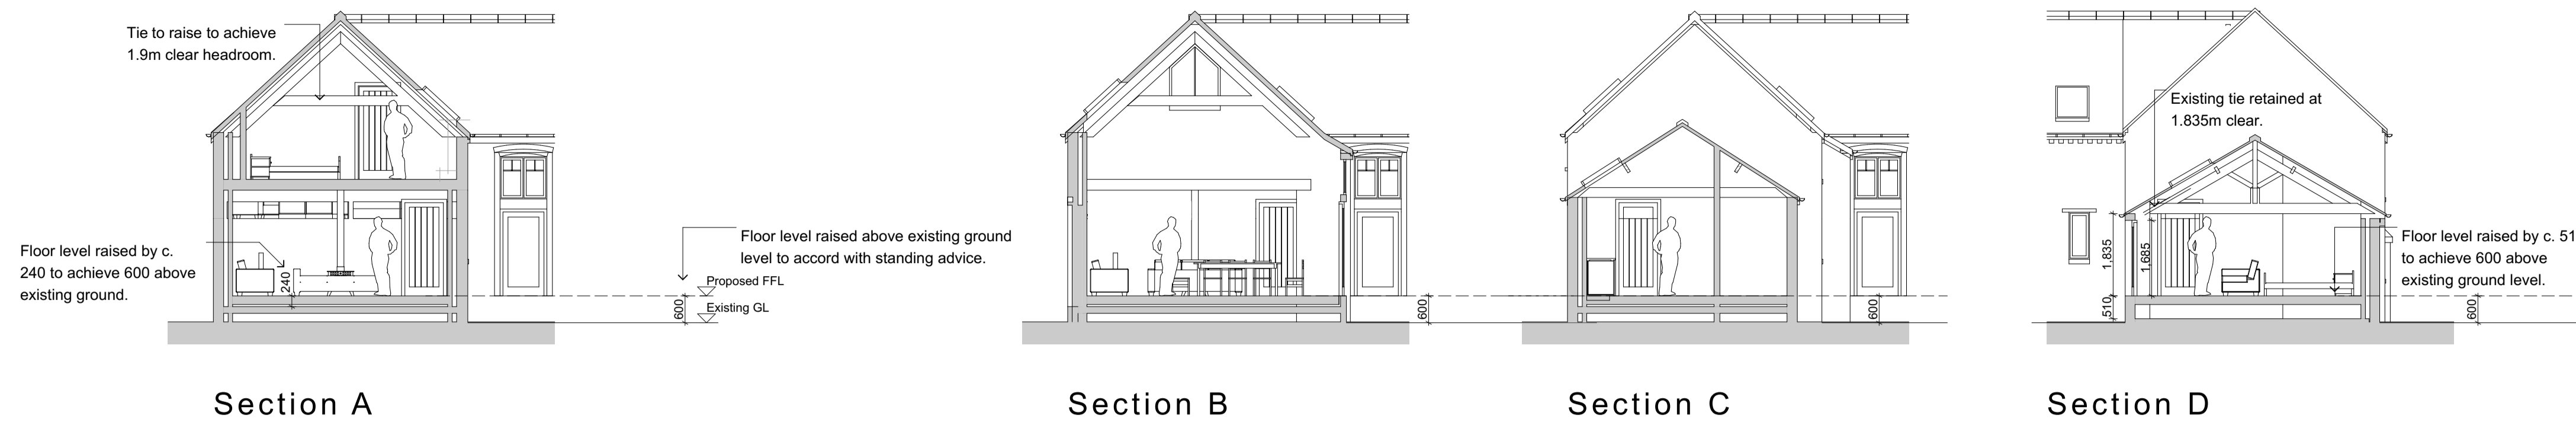 Tie to raise to achieve
1.9m clear headroom.
Floor level raised by c.
240 to achieve 600 above
existing ground.
240
Floor level raised above existing ground
level to accord with standing advice.
Proposed FFL
Existing GL
600
600
600
Existing tie retained at
1.835m clear.
1,835
1,685
510
Floor level raised by c. 51
to achieve 600 above
existing ground level.
600
Section A
Section B
Section C
Section D